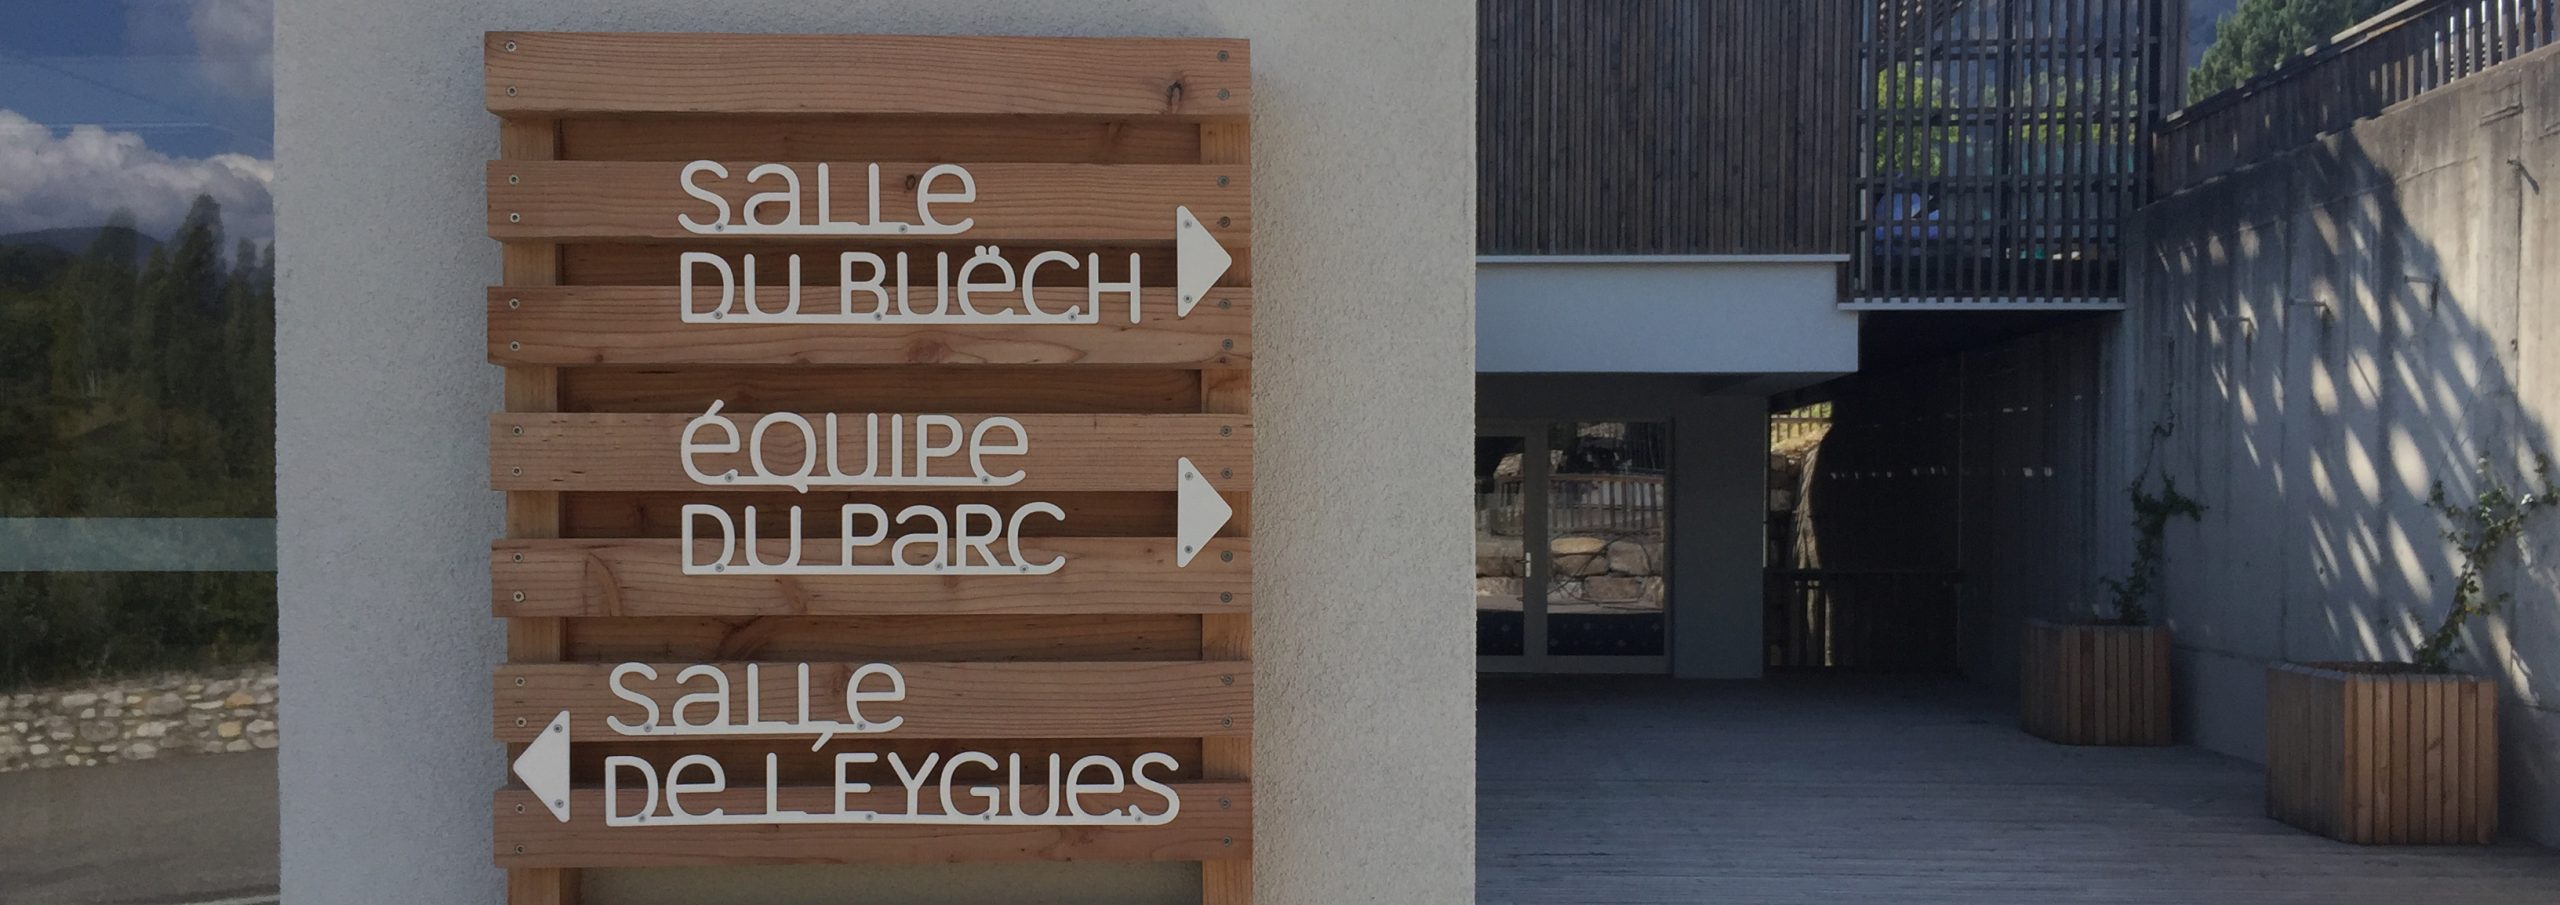 Salle
du Buëch
équipe
du Parc
Salle
de l'Eygues